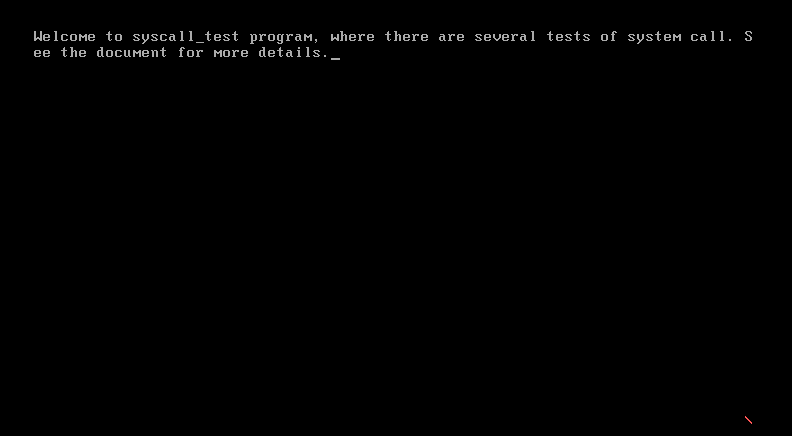 Welcome to syscall_test program, where there are several tests of system call. S
ee the document for more details._
\